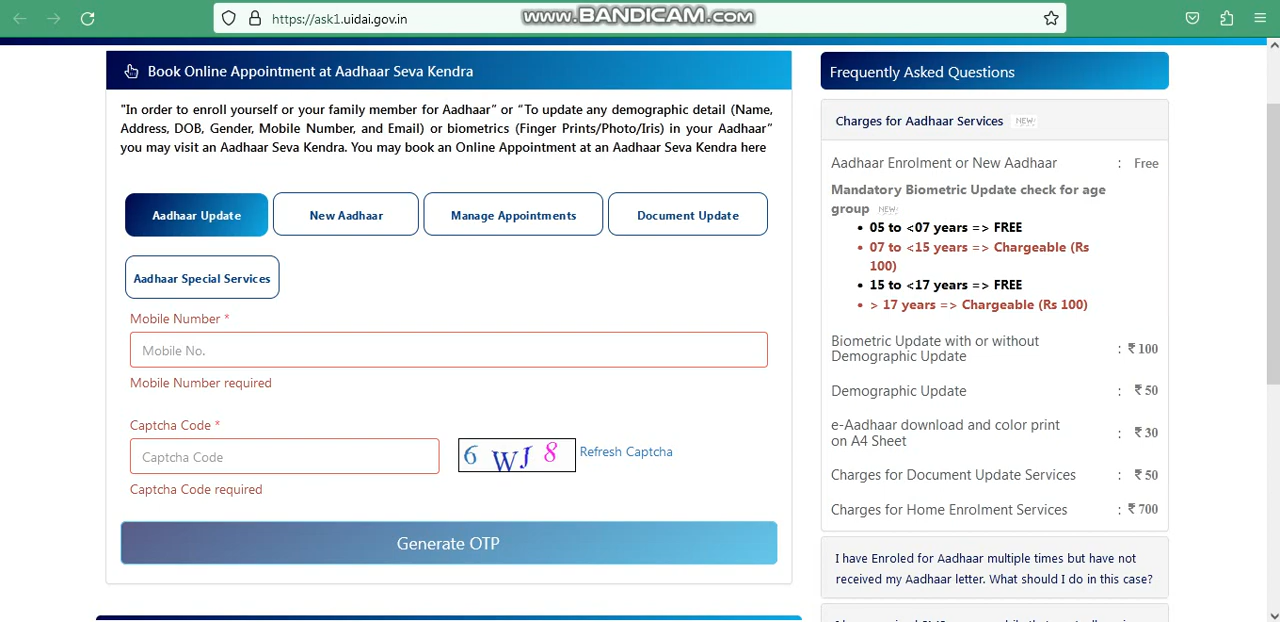 https://ask1.uidai.gov.in
www.BANDICAM.com
Book Online Appointment at Aadhaar Seva Kendra
"In order to enroll yourself or your family member for Aadhar” or “To update any demographic detail (Name,
Address, DOB, Gender, Mobile Number, and Email) or biometrics (Finger Prints/Photo/Iris) in your Aadhaar”
you may visit an Aadhaar Seva Kendra. You may book an Online Appointment at an Aadhaar Seva Kendra here
Aadhaar Update
New Aadhaar
Manage Appointments
Document Update
Aadhaar Special Services
Mobile Number *
Mobile No.
Mobile Number required
Captcha Code *
Captcha Code
6 WJ 8
Refresh Captcha
Captcha Code required
Generate OTP
Frequently Asked Questions
Charges for Aadhaar Services NEW!
Aadhaar Enrolment or New Aadhaar : Free
Mandatory Biometric Update check for age
group NEW!
• 05 to <07 years => FREE
• 07 to <15 years => Chargeable (Rs
100)
• 15 to <17 years => FREE
• > 17 years => Chargeable (Rs 100)
Biometric Update with or without
Demographic Update : ₹ 100
Demographic Update : ₹ 50
e-Aadhaar download and color print
on A4 Sheet : ₹ 30
Charges for Document Update Services : ₹ 50
Charges for Home Enrolment Services : ₹ 700
I have Enroled for Aadhaar multiple times but have not
received my Aadhaar letter. What should I do in this case?